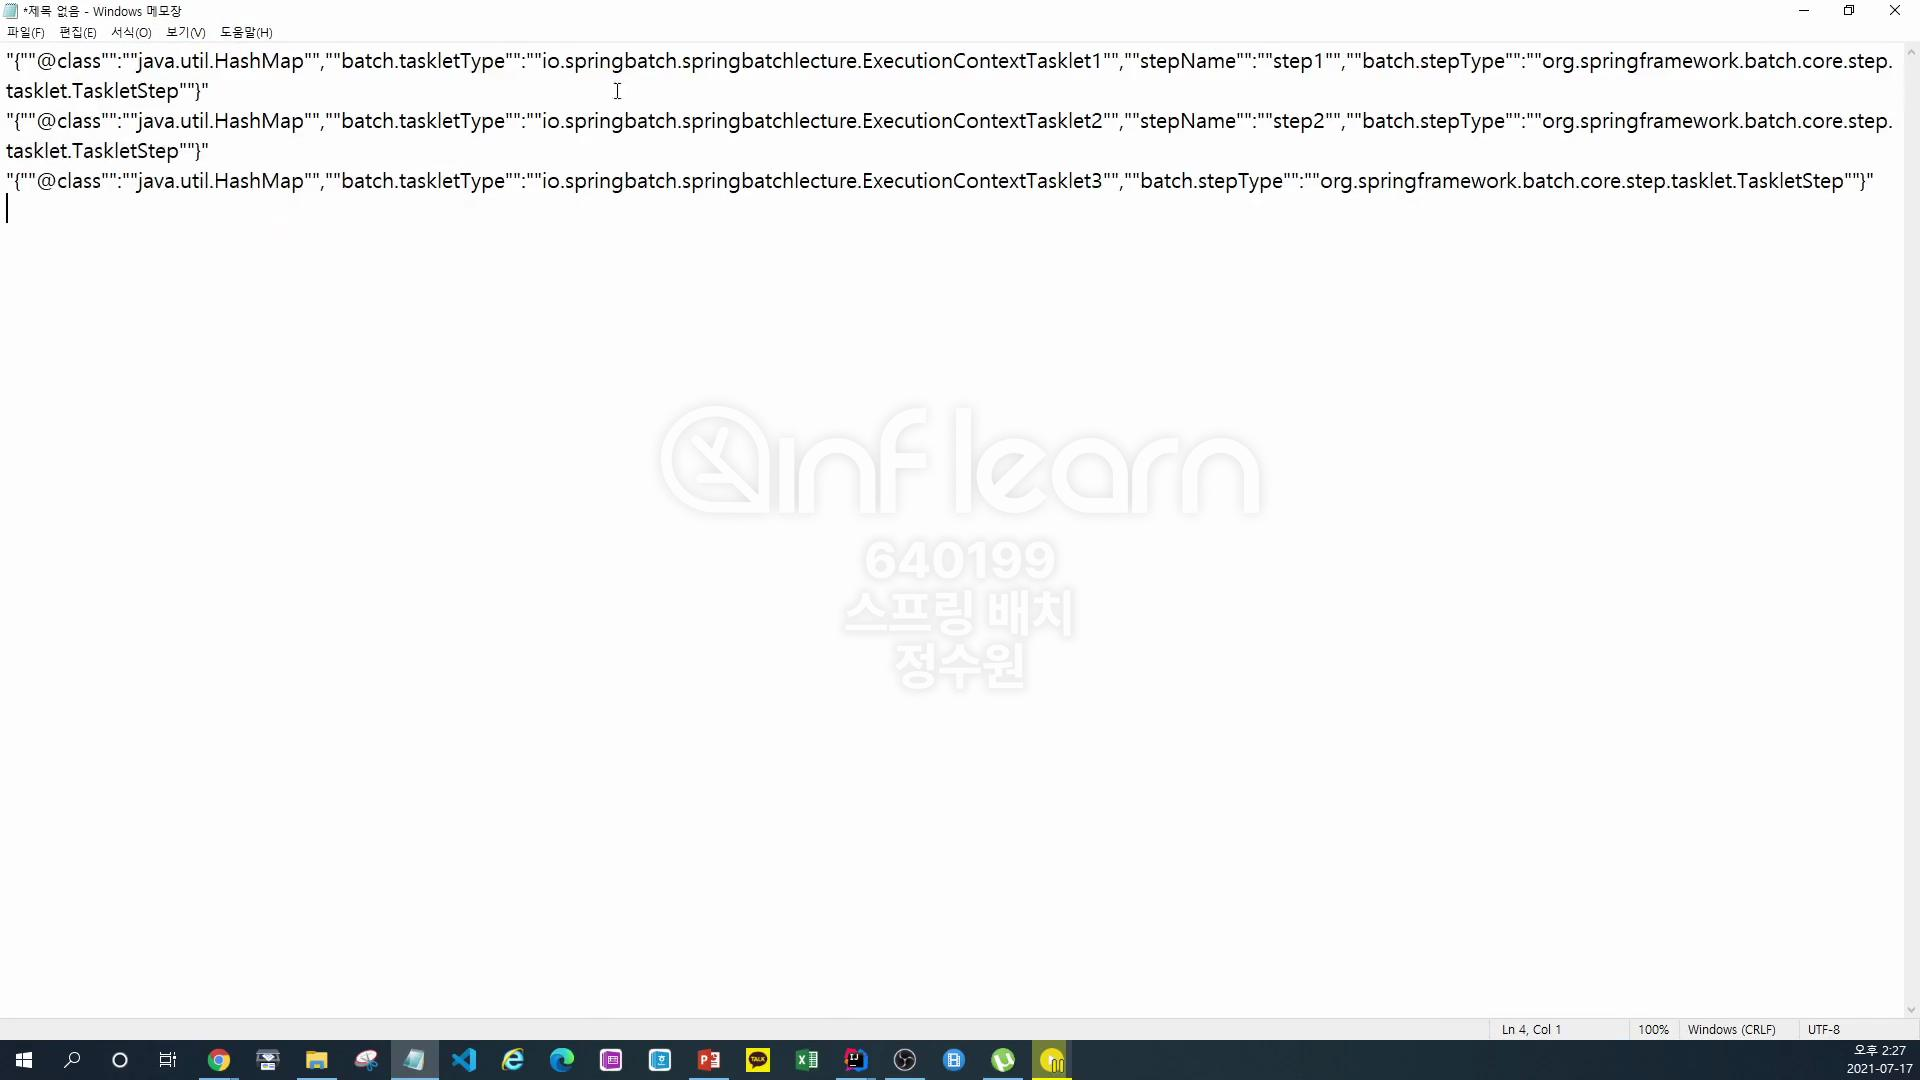 *제목 없음 - Windows 메모장
파일(F) 편집(E) 서식(O) 보기(V) 도움말(H)
"{""@class"":""java.util.HashMap"",""batch.taskletType"":""io.springbatch.springbatchlecture.ExecutionContextTasklet1"",""stepName"":""step1"",""batch.stepType"":""org.springframework.batch.core.step.
tasklet.TaskletStep""}"
"{""@class"":""java.util.HashMap"",""batch.taskletType"":""io.springbatch.springbatchlecture.ExecutionContextTasklet2"",""stepName"":""step2"",""batch.stepType"":""org.springframework.batch.core.step.
tasklet.TaskletStep""}"
"{""@class"":""java.util.HashMap"",""batch.taskletType"":""io.springbatch.springbatchlecture.ExecutionContextTasklet3"",""batch.stepType"":""org.springframework.batch.core.step.tasklet.TaskletStep""}"
inflearn
640199
스프링 배치
정수원
Ln 4, Col 1 100% Windows (CRLF) UTF-8
TALK
오후 2:27
2021-07-17